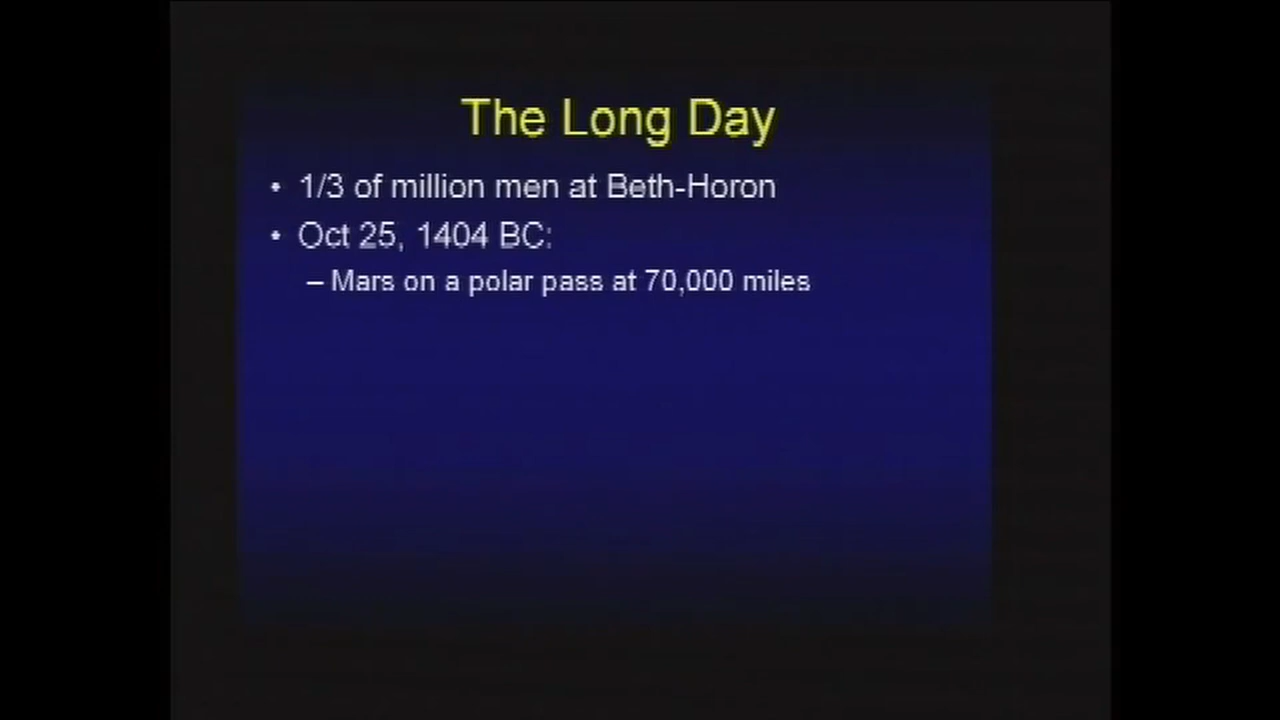 The Long Day
• 1/3 of million men at Beth-Horon
• Oct 25, 1404 BC:
– Mars on a polar pass at 70,000 miles